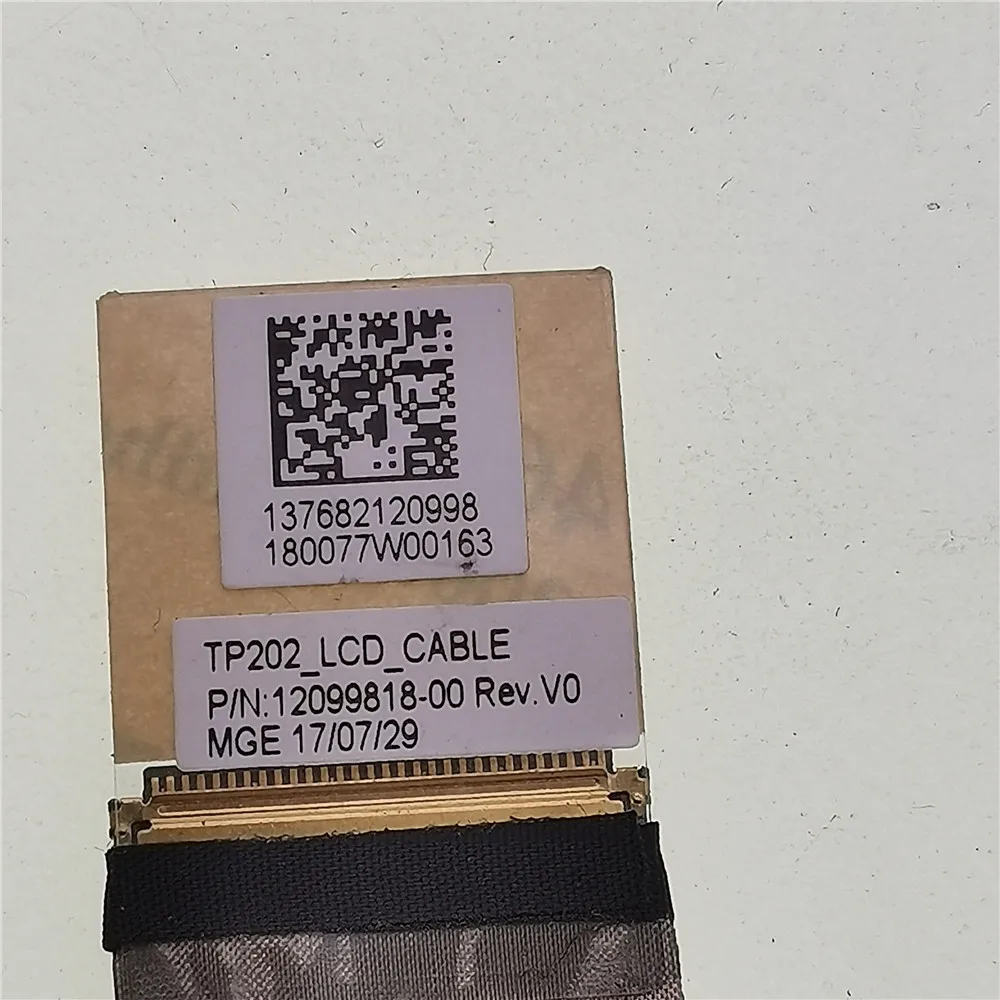 137682120998
180077W00163
TP202_LCD_CABLE
P/N:12099818-00 Rev.V0
MGE 17/07/29